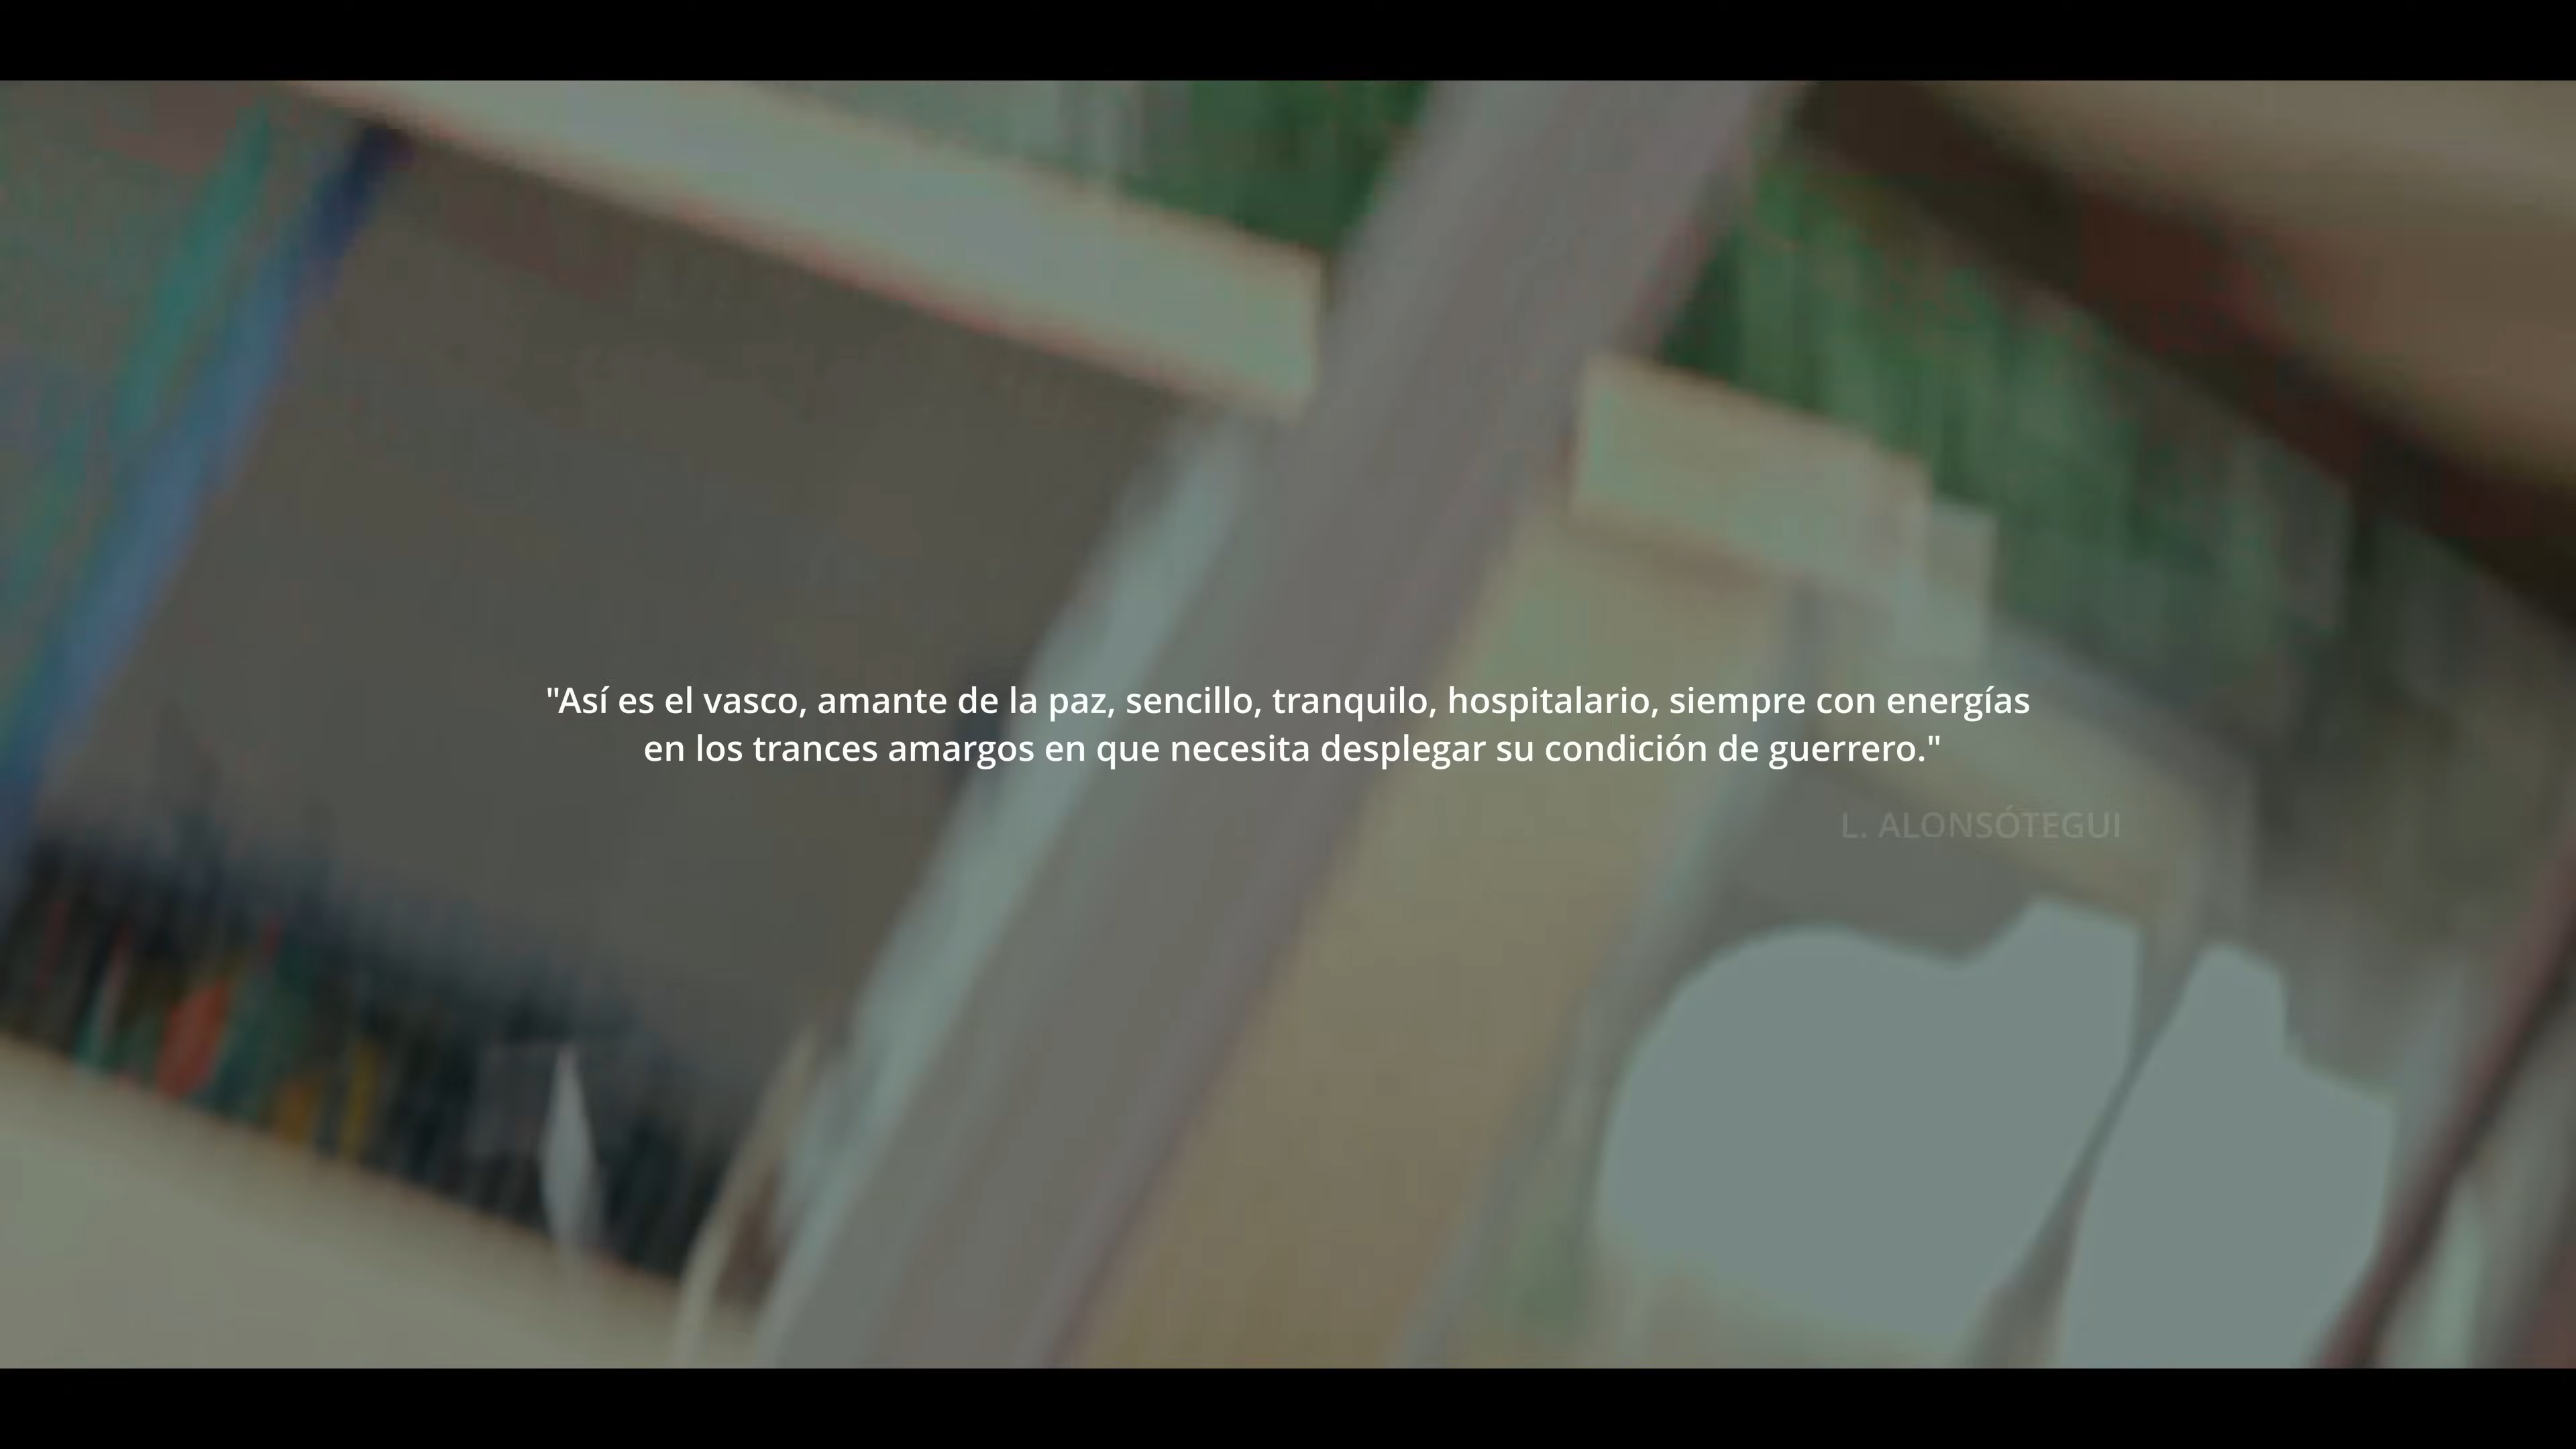 "Así es el vasco, amante de la paz, sencillo, tranquilo, hospitalario, siempre con energías
en los trances amargos en que necesita desplegar su condición de guerrero."
L. ALONSÓTEGUI